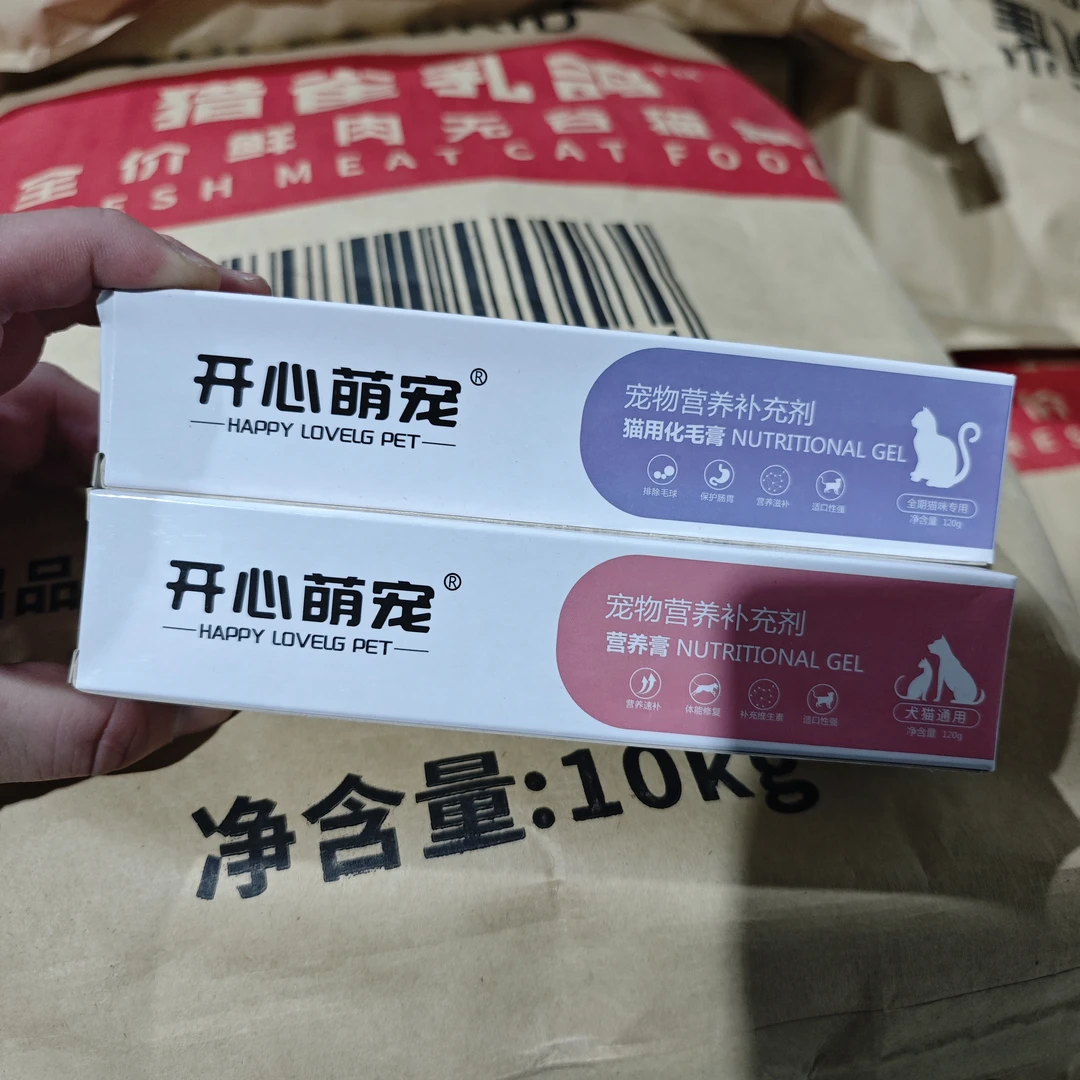 猎雀乳鸽
全价鲜肉无谷猫粮
ESH MEAT CAT FOOD
开心萌宠®
HAPPY LOVELG PET
宠物营养补充剂
猫用化毛膏 NUTRITIONAL GEL
排除毛球 保护肠胃 营养滋补 适口性强
全期猫咪专用
净含量 120g
开心萌宠®
HAPPY LOVELG PET
宠物营养补充剂
营养膏 NUTRITIONAL GEL
营养速补 体能修复 补充维生素 适口性强
犬猫通用
净含量 120g
净含量:10kg